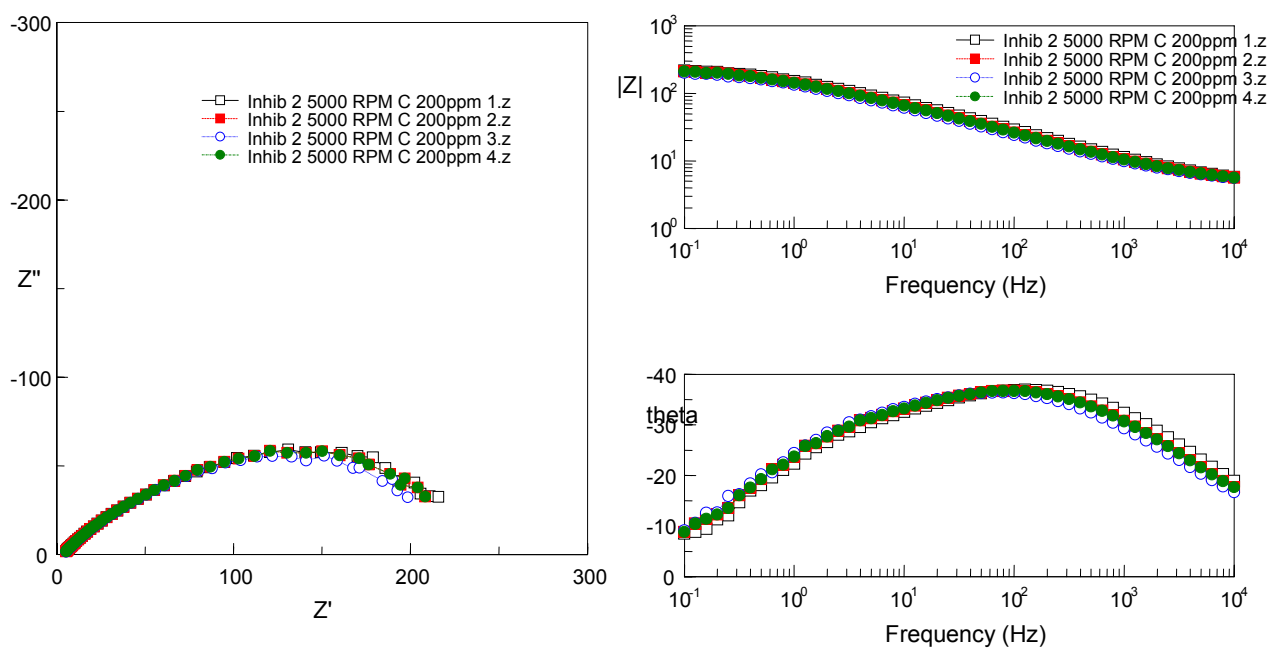 -300
-200
-100
0
Z''
0
100
200
300
Z'
Inhib 2 5000 RPM C 200ppm 1.z
Inhib 2 5000 RPM C 200ppm 2.z
Inhib 2 5000 RPM C 200ppm 3.z
Inhib 2 5000 RPM C 200ppm 4.z
10³
10²
10¹
10⁰
|Z|
Inhib 2 5000 RPM C 200ppm 1.z
Inhib 2 5000 RPM C 200ppm 2.z
Inhib 2 5000 RPM C 200ppm 3.z
Inhib 2 5000 RPM C 200ppm 4.z
10⁻¹
10⁰
10¹
10²
10³
10⁴
Frequency (Hz)
-40
-30
-20
-10
0
theta
10⁻¹
10⁰
10¹
10²
10³
10⁴
Frequency (Hz)